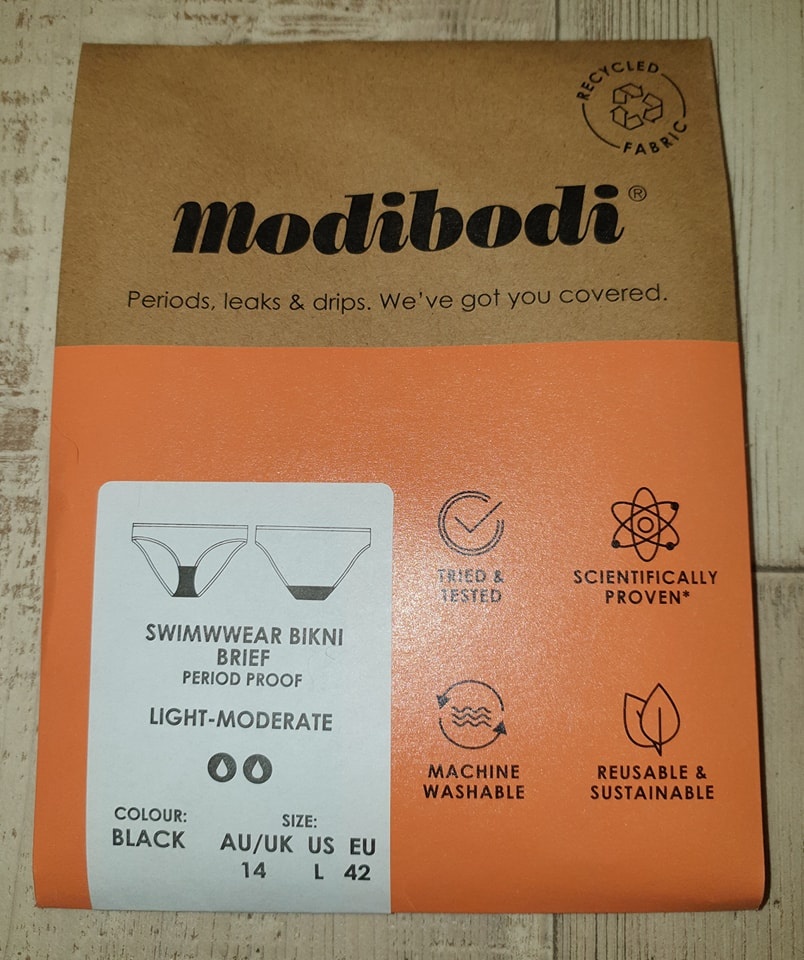 RECYCLED
FABRIC
modibodi®
Periods, leaks & drips. We've got you covered.
TRIED &
TESTED
SCIENTIFICALLY
PROVEN*
SWIMWWEAR BIKNI
BRIEF
PERIOD PROOF
LIGHT-MODERATE
MACHINE
WASHABLE
REUSABLE &
SUSTAINABLE
COLOUR:
BLACK
SIZE:
AU/UK US EU
14 L 42